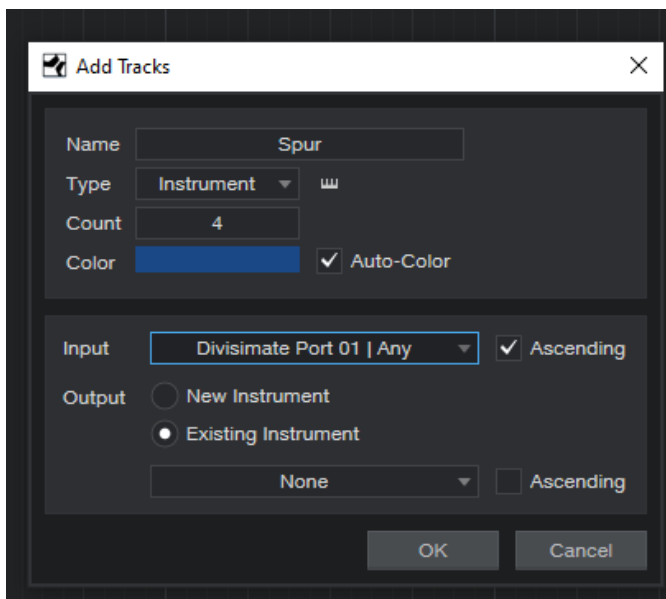 Add Tracks
Name Spur
Type Instrument
Count 4
Color Auto-Color
Input Divisimate Port 01 | Any Ascending
Output New Instrument
Existing Instrument
None Ascending
OK Cancel